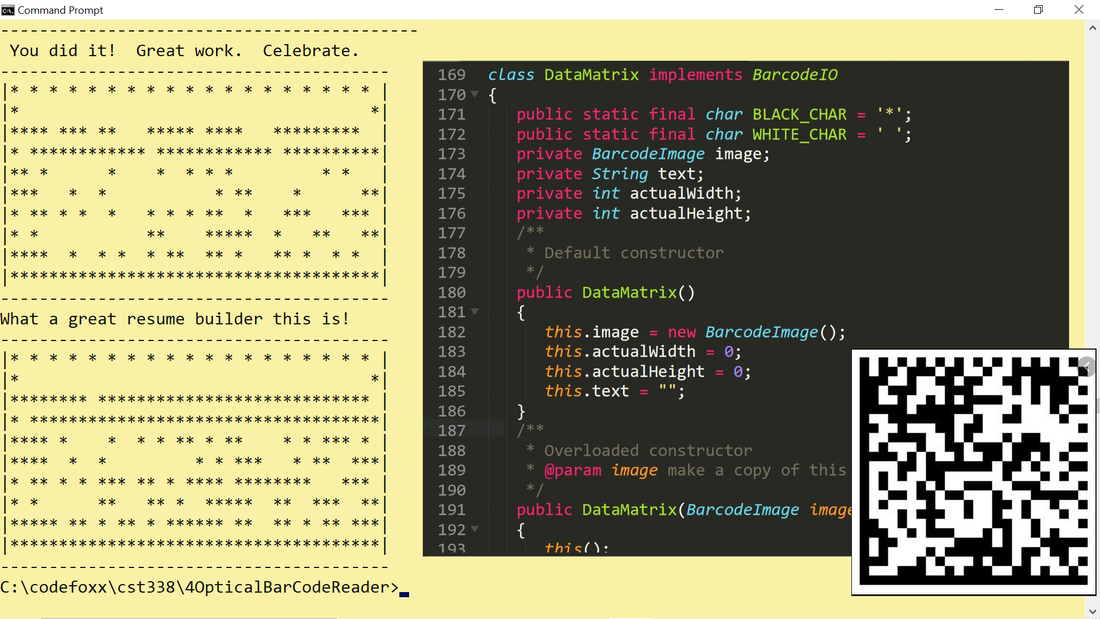 Command Prompt
-----------------------------------------
You did it!  Great work.  Celebrate.
--------------------------------------
|* * * * * * * * * * * * * * * * * * * |
|*                                    *|
|**** *** **   ***** ****   *********  |
|* ************ ************ **********|
|** *      *    *  * * *         * *   |
|***   *  *           * **    *      **|
|* ** * *  *   * * * **  *   ***   *** |
|* *           **    *****  *   **   **|
|****  *  * *  * **  ** *   ** *  * *  |
|**************************************|
--------------------------------------
What a great resume builder this is!
--------------------------------------
|* * * * * * * * * * * * * * * * * * * |
|*                                    *|
|******** ************************** |
|* ************************************|
|**** *    *  * * ** * **    * * *** * |
|****  *  *         * * ***   * **  ***|
|* ** * * *** ** * **** ********   *** |
|* *      **   ** *  *****  **  ***  **|
|***** ** * ** * ****** **  ** * ** ***|
|**************************************|
--------------------------------------
C:\codefoxx\cst338\4OpticalBarCodeReader>
169 class DataMatrix implements BarcodeIO
170 {
171 public static final char BLACK_CHAR = '*';
172 public static final char WHITE_CHAR = ' ';
173 private BarcodeImage image;
174 private String text;
175 private int actualWidth;
176 private int actualHeight;
177 /**
178 * Default constructor
179 */
180 public DataMatrix()
181 {
182 this.image = new BarcodeImage();
183 this.actualWidth = 0;
184 this.actualHeight = 0;
185 this.text = "";
186 }
187 /**
188 * Overloaded constructor
189 * @param image make a copy of this
190 */
191 public DataMatrix(BarcodeImage image
192 {
193 this();